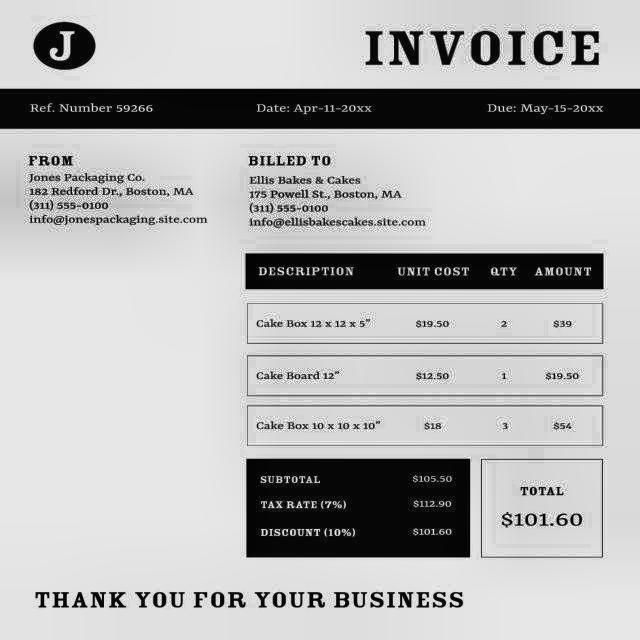 J
INVOICE
Ref. Number 59266 Date: Apr-11-20xx Due: May-15-20xx
FROM
Jones Packaging Co.
182 Redford Dr., Boston, MA
(311) 555-0100
info@jonespackaging.site.com
BILLED TO
Ellis Bakes & Cakes
175 Powell St., Boston, MA
(311) 555-0100
info@ellisbakescakes.site.com
DESCRIPTION UNIT COST QTY AMOUNT
Cake Box 12 x 12 x 5" $19.50 2 $39
Cake Board 12" $12.50 1 $19.50
Cake Box 10 x 10 x 10" $18 3 $54
SUBTOTAL $105.50
TAX RATE (7%) $112.90
DISCOUNT (10%) $101.60
TOTAL
$101.60
THANK YOU FOR YOUR BUSINESS